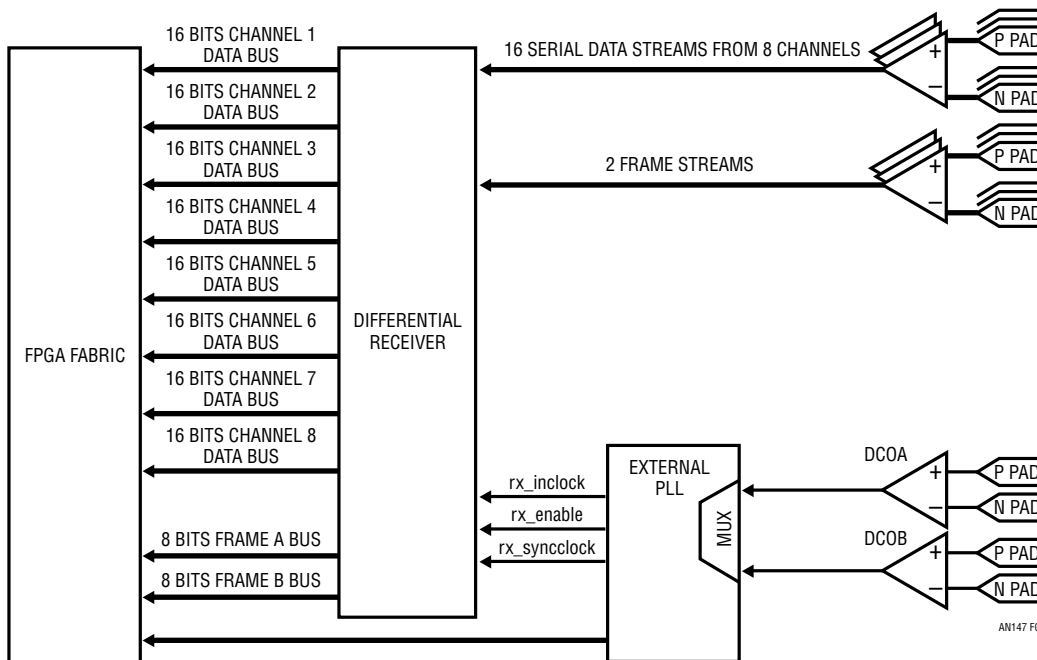 16 BITS CHANNEL 1
DATA BUS
16 BITS CHANNEL 2
DATA BUS
16 BITS CHANNEL 3
DATA BUS
16 BITS CHANNEL 4
DATA BUS
16 BITS CHANNEL 5
DATA BUS
16 BITS CHANNEL 6
DATA BUS
16 BITS CHANNEL 7
DATA BUS
16 BITS CHANNEL 8
DATA BUS
8 BITS FRAME A BUS
8 BITS FRAME B BUS
FPGA FABRIC
DIFFERENTIAL
RECEIVER
16 SERIAL DATA STREAMS FROM 8 CHANNELS
+
−
P PAD
N PAD
2 FRAME STREAMS
+
−
P PAD
N PAD
rx_inclock
rx_enable
rx_syncclock
EXTERNAL
PLL
MUX
DCOA
+
−
P PAD
N PAD
DCOB
+
−
P PAD
N PAD
AN147